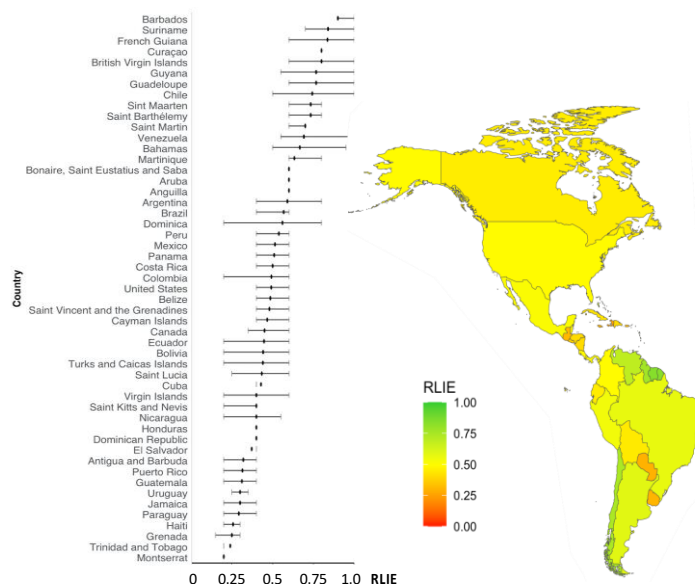 Barbados
Suriname
French Guiana
Curaçao
British Virgin Islands
Guyana
Guadeloupe
Chile
Sint Maarten
Saint Barthélemy
Saint Martin
Venezuela
Bahamas
Martinique
Bonaire, Saint Eustatius and Saba
Aruba
Anguilla
Argentina
Brazil
Dominica
Peru
Mexico
Panama
Costa Rica
Colombia
United States
Belize
Saint Vincent and the Grenadines
Cayman Islands
Canada
Ecuador
Bolivia
Turks and Caicas Islands
Saint Lucia
Cuba
Virgin Islands
Saint Kitts and Nevis
Nicaragua
Honduras
Dominican Republic
El Salvador
Antigua and Barbuda
Puerto Rico
Guatemala
Uruguay
Jamaica
Paraguay
Haiti
Grenada
Trinidad and Tobago
Montserrat
Country
0 0.25 0.5 0.75 1.0 RLIE
RLIE
1.00
0.75
0.50
0.25
0.00